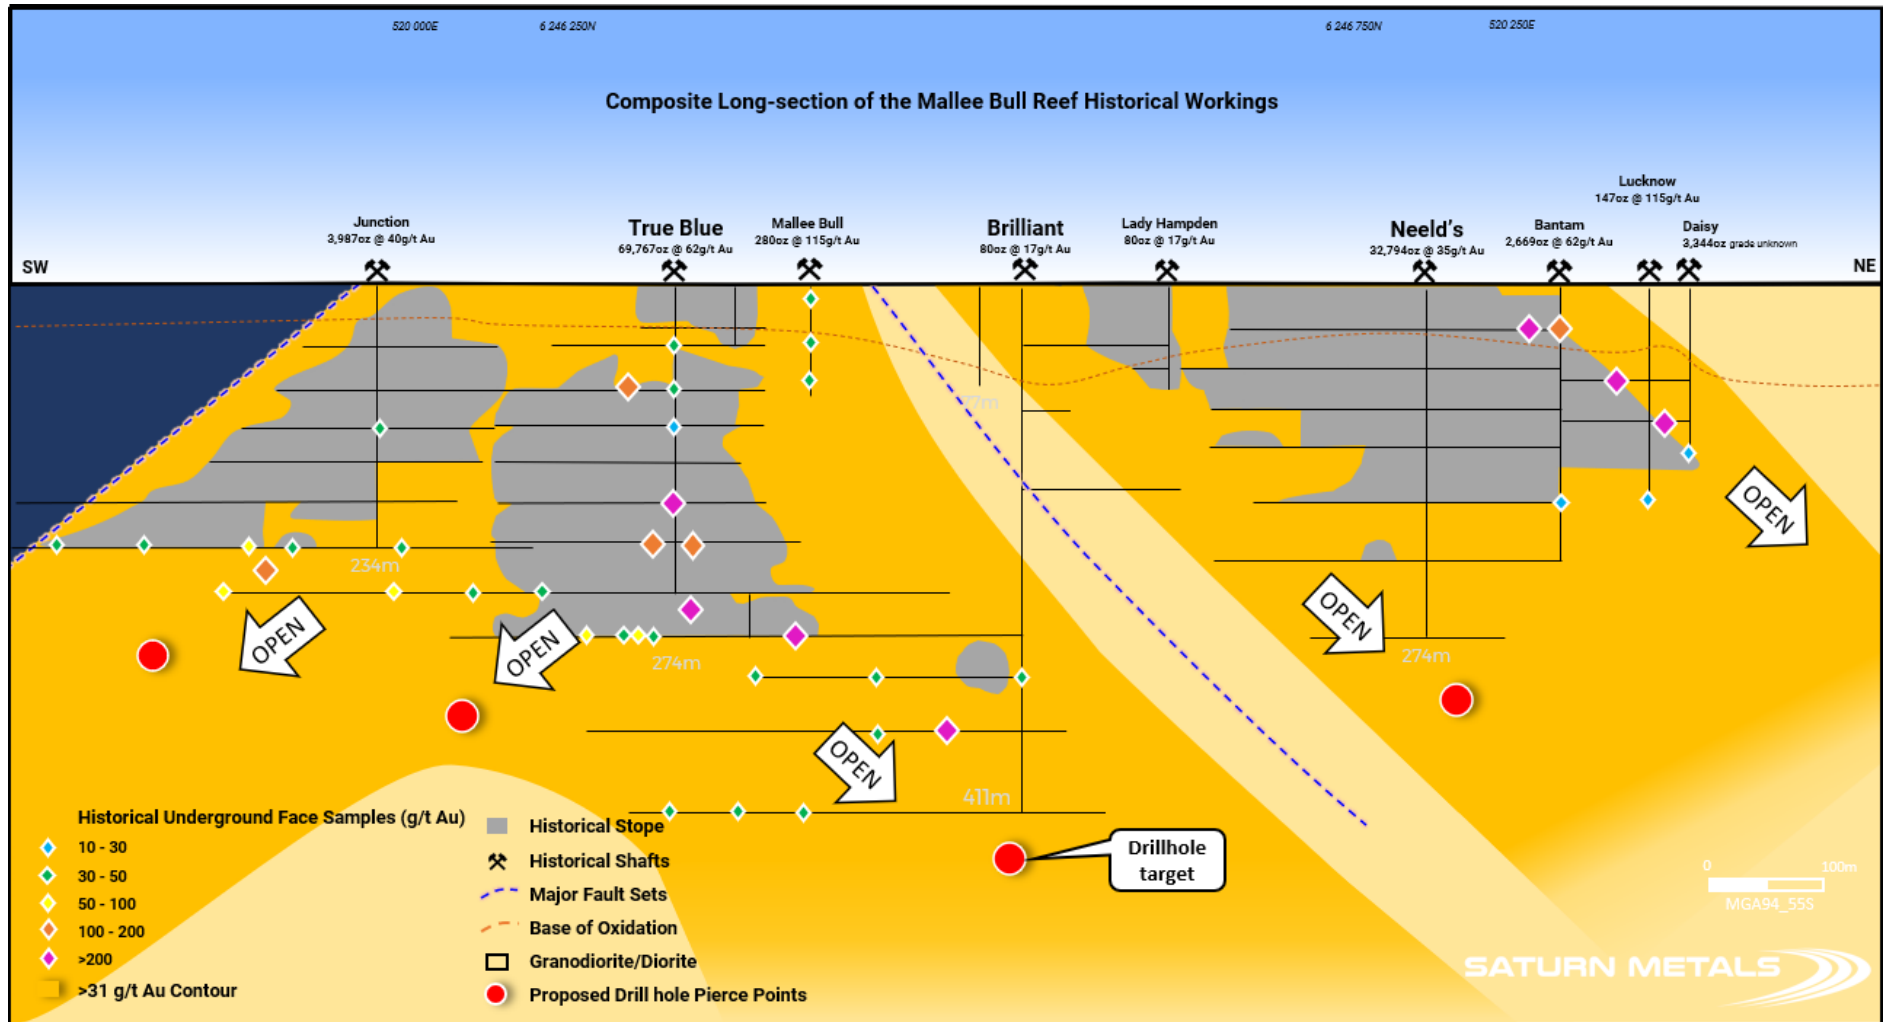 520 000E
6 246 250N
6 246 750N
520 250E
Composite Long-section of the Mallee Bull Reef Historical Workings
Lucknow
147oz @ 115g/t Au
Junction
3,987oz @ 40g/t Au
True Blue
69,767oz @ 62g/t Au
Mallee Bull
280oz @ 115g/t Au
Brilliant
80oz @ 17g/t Au
Lady Hampden
80oz @ 17g/t Au
Neeld's
32,794oz @ 35g/t Au
Bantam
2,669oz @ 62g/t Au
Daisy
3,344oz grade unknown
SW
NE
77m
OPEN
234m
OPEN
OPEN
OPEN
274m
274m
OPEN
411m
Drillhole
target
Historical Underground Face Samples (g/t Au)
10 - 30
30 - 50
50 - 100
100 - 200
>200
>31 g/t Au Contour
Historical Stope
Historical Shafts
Major Fault Sets
Base of Oxidation
Granodiorite/Diorite
Proposed Drill hole Pierce Points
0
100m
MGA94_55S
SATURN METALS